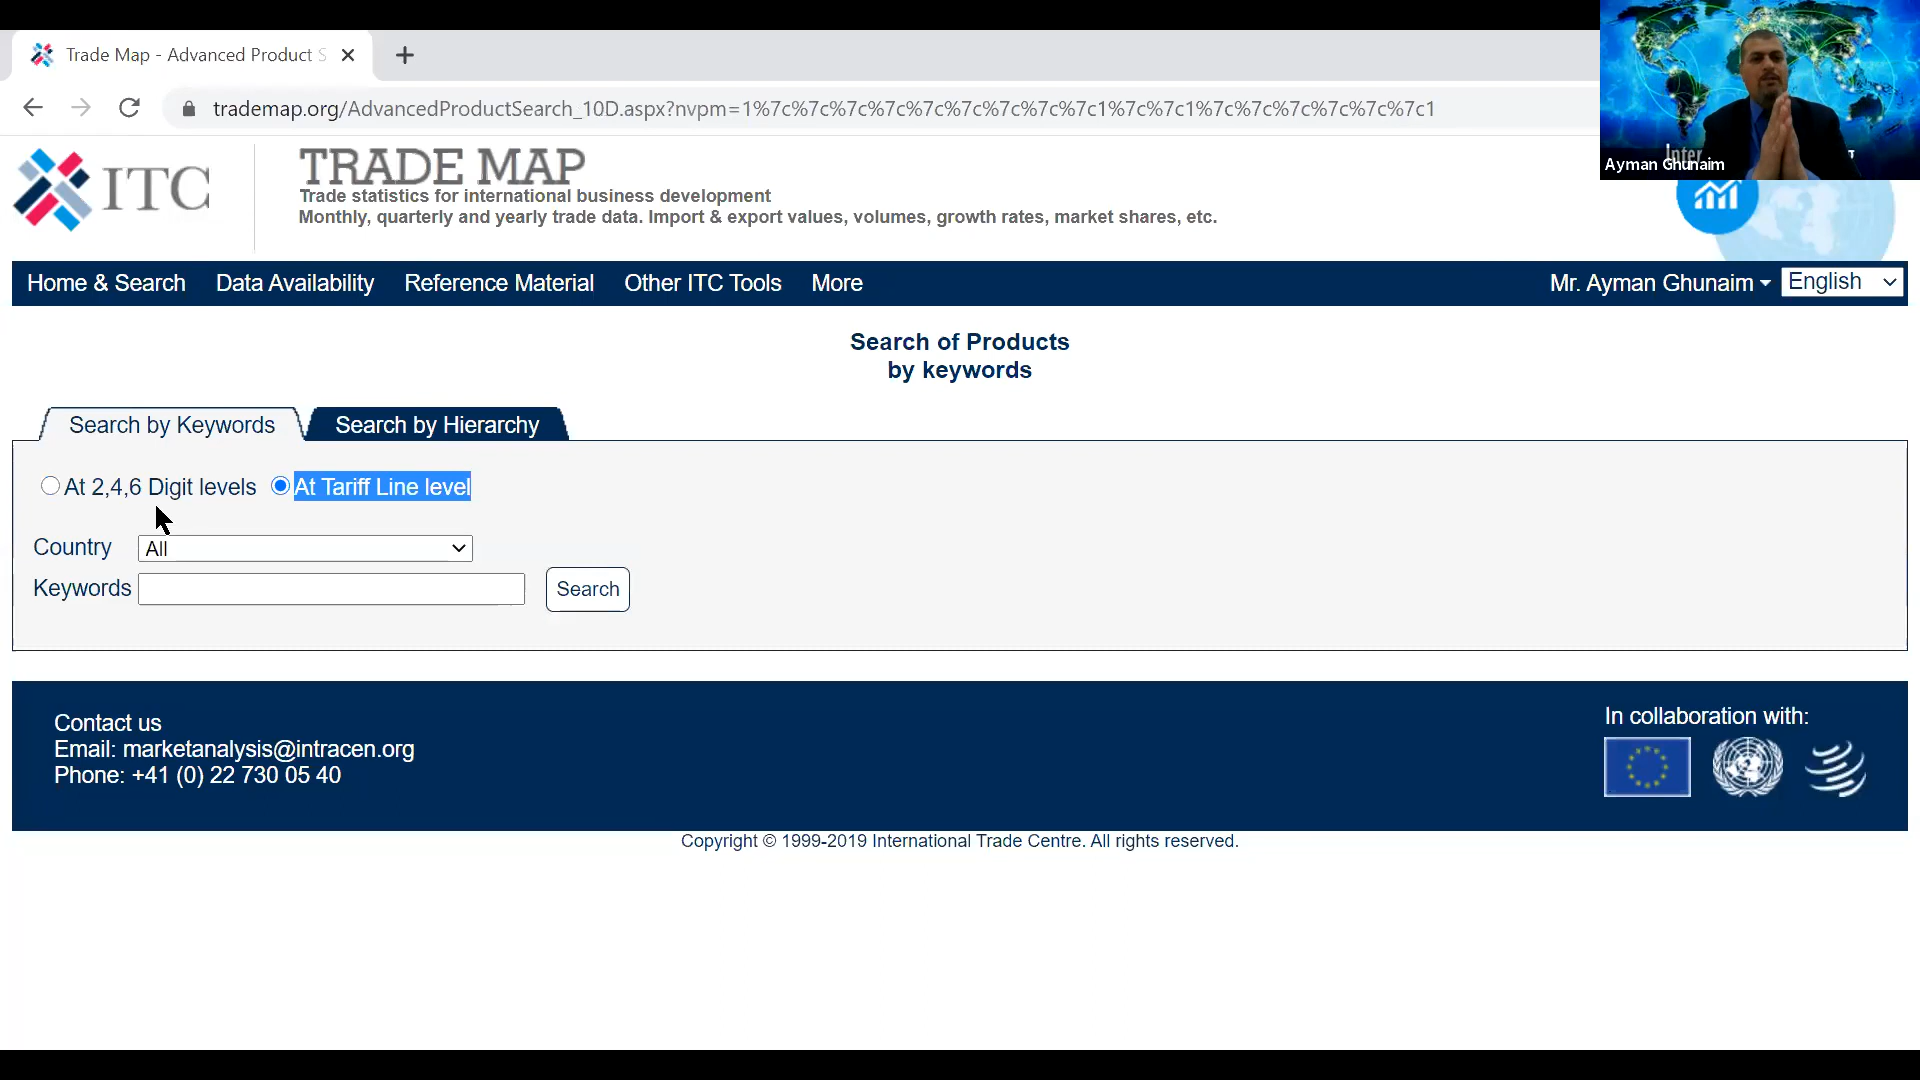 Trade Map - Advanced Product S
trademap.org/AdvancedProductSearch_10D.aspx?nvpm=1%7c%7c%7c%7c%7c%7c%7c%7c%7c1%7c%7c1%7c%7c%7c%7c%7c%7c1
Ayman Ghunaim
ITC
TRADE MAP
Trade statistics for international business development
Monthly, quarterly and yearly trade data. Import & export values, volumes, growth rates, market shares, etc.
Home & Search Data Availability Reference Material Other ITC Tools More Mr. Ayman Ghunaim English
Search of Products
by keywords
Search by Keywords Search by Hierarchy
At 2,4,6 Digit levels At Tariff Line level
Country All
Keywords Search
Contact us
Email: marketanalysis@intracen.org
Phone: +41 (0) 22 730 05 40
In collaboration with:
Copyright © 1999-2019 International Trade Centre. All rights reserved.